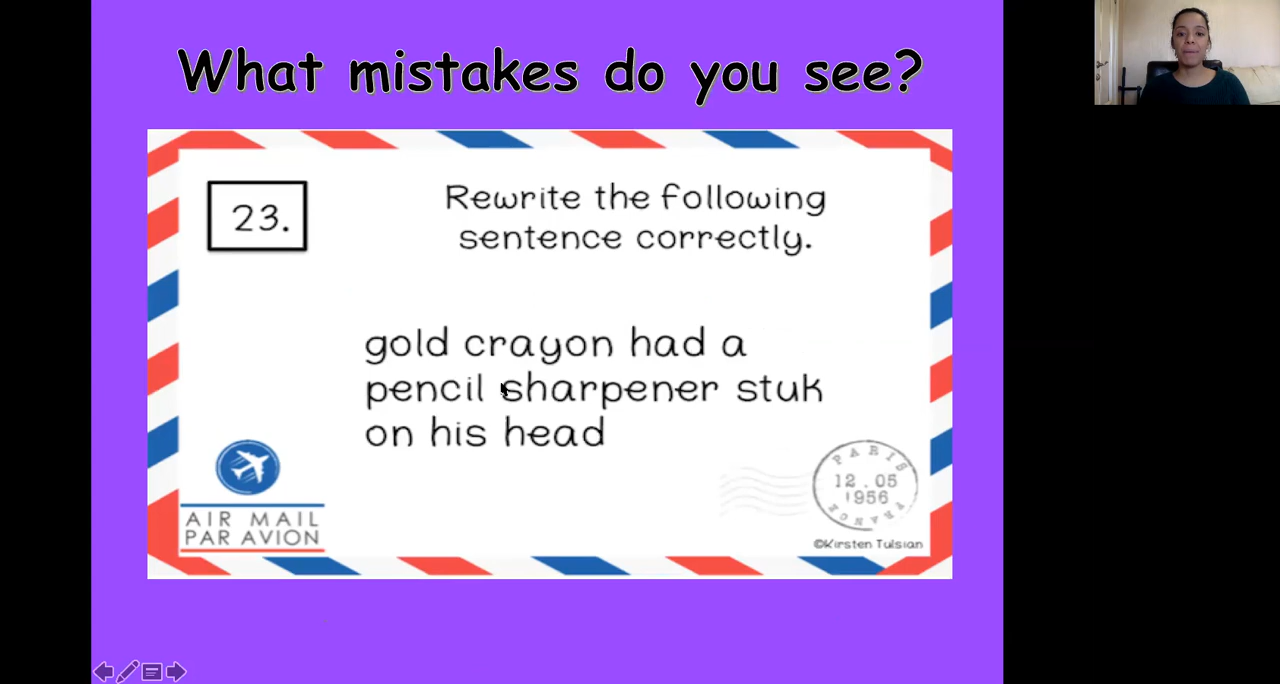 What mistakes do you see?
23.
Rewrite the following
sentence correctly.
gold crayon had a
pencil sharpener stuk
on his head
AIR MAIL
PAR AVION
PARIS
12.05
1956
FRANCE
©Kirsten Tulsian